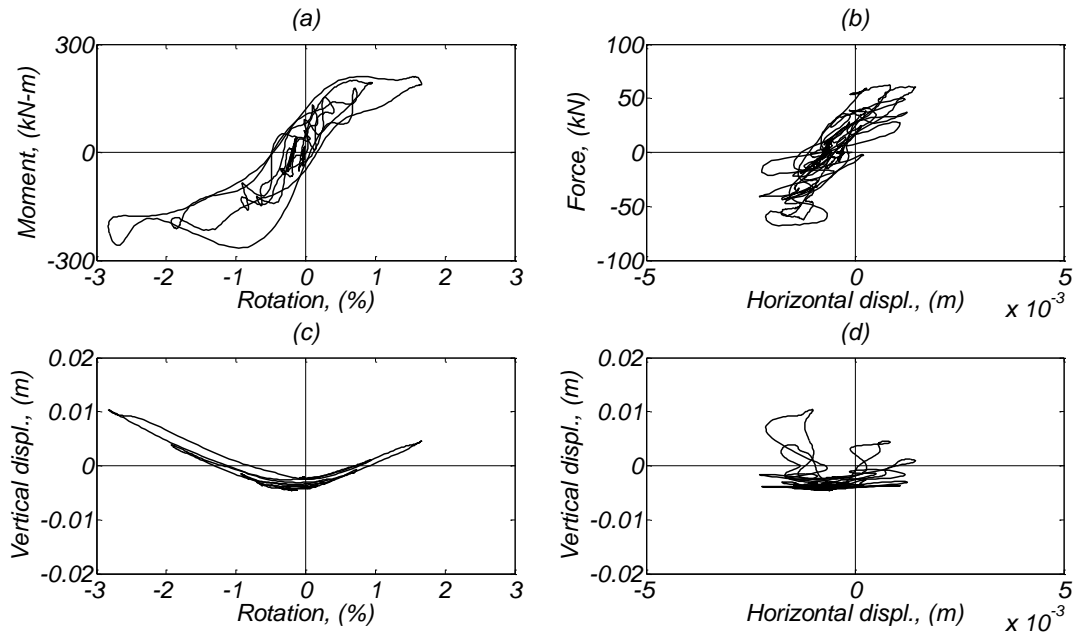 (a)
(b)
300
0
-300
Moment, (kN-m)
-3 -2 -1 0 1 2 3
Rotation, (%)
100
50
0
-50
-100
Force, (kN)
-5 0 5
Horizontal displ., (m)
x 10-3
(c)
(d)
0.02
0.01
0
-0.01
-0.02
Vertical displ., (m)
-3 -2 -1 0 1 2 3
Rotation, (%)
0.02
0.01
0
-0.01
-0.02
Vertical displ., (m)
-5 0 5
Horizontal displ., (m)
x 10-3